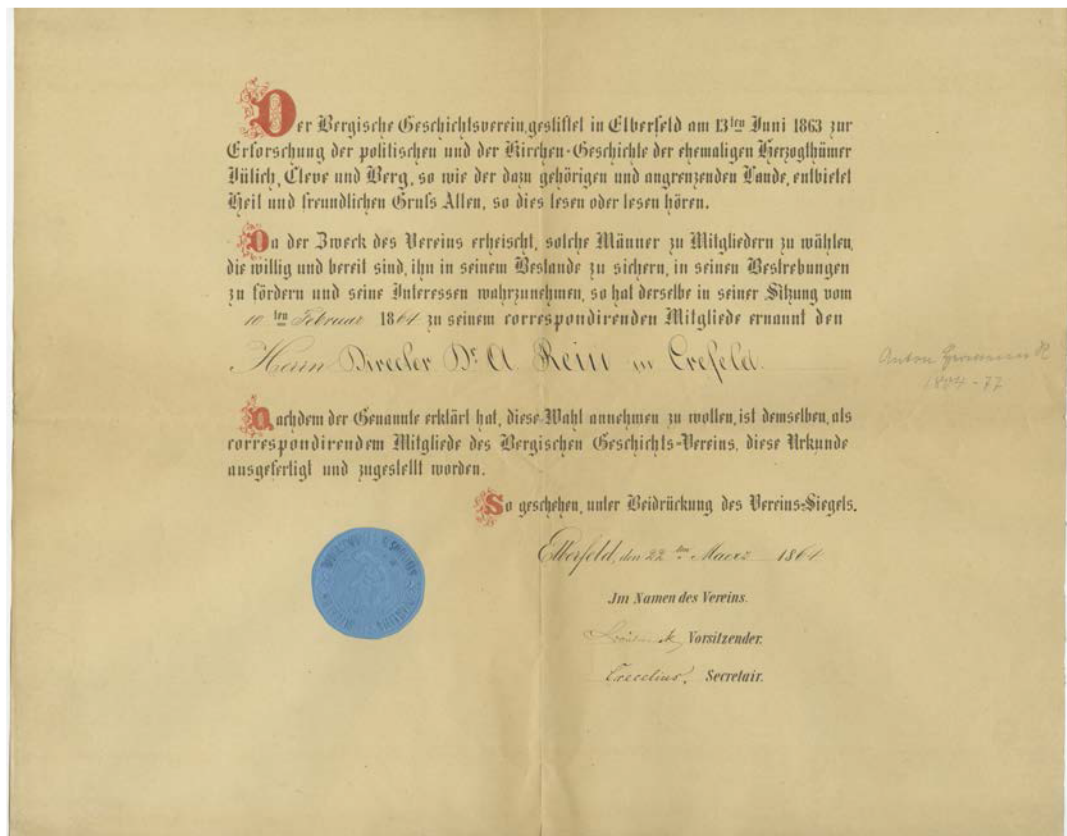 Der Bergische Geschichtsverein, gestiftet in Elberfeld am 13ten Juni 1863 zur
Erforschung der politischen und der Kirchen-Geschichte der ehemaligen Herzogthümer
Jülich, Cleve und Berg, so wie der dazu gehörigen und angrenzenden Lande, entbietet
Heil und freundlichen Gruss Allen, so dies lesen oder lesen hören.
Da der Zweck des Vereins erheischt, solche Männer zu Mitgliedern zu wählen,
die willig und bereit sind, ihn in seinem Bestande zu sichern, in seinen Bestrebungen
zu fördern und seine Interessen wahrzunehmen, so hat derselbe in seiner Sitzung vom
10ten Februar 1864 zu seinem correspondirenden Mitgliede ernannt den
Herrn Director Dr. A Rein in Crefeld.
Anton
1804-77
Nachdem der Genannte erklärt hat, diese Wahl annehmen zu wollen, ist demselben, als
correspondirendem Mitgliede des Bergischen Geschichts-Vereins, diese Urkunde
ausgefertigt und zugestellt worden.
So geschehen, unter Beidrückung des Vereins-Siegels.
Elberfeld, den 22ten Maerz 1864
Im Namen des Vereins.
Vorsitzender.
Crecelius, Secretair.